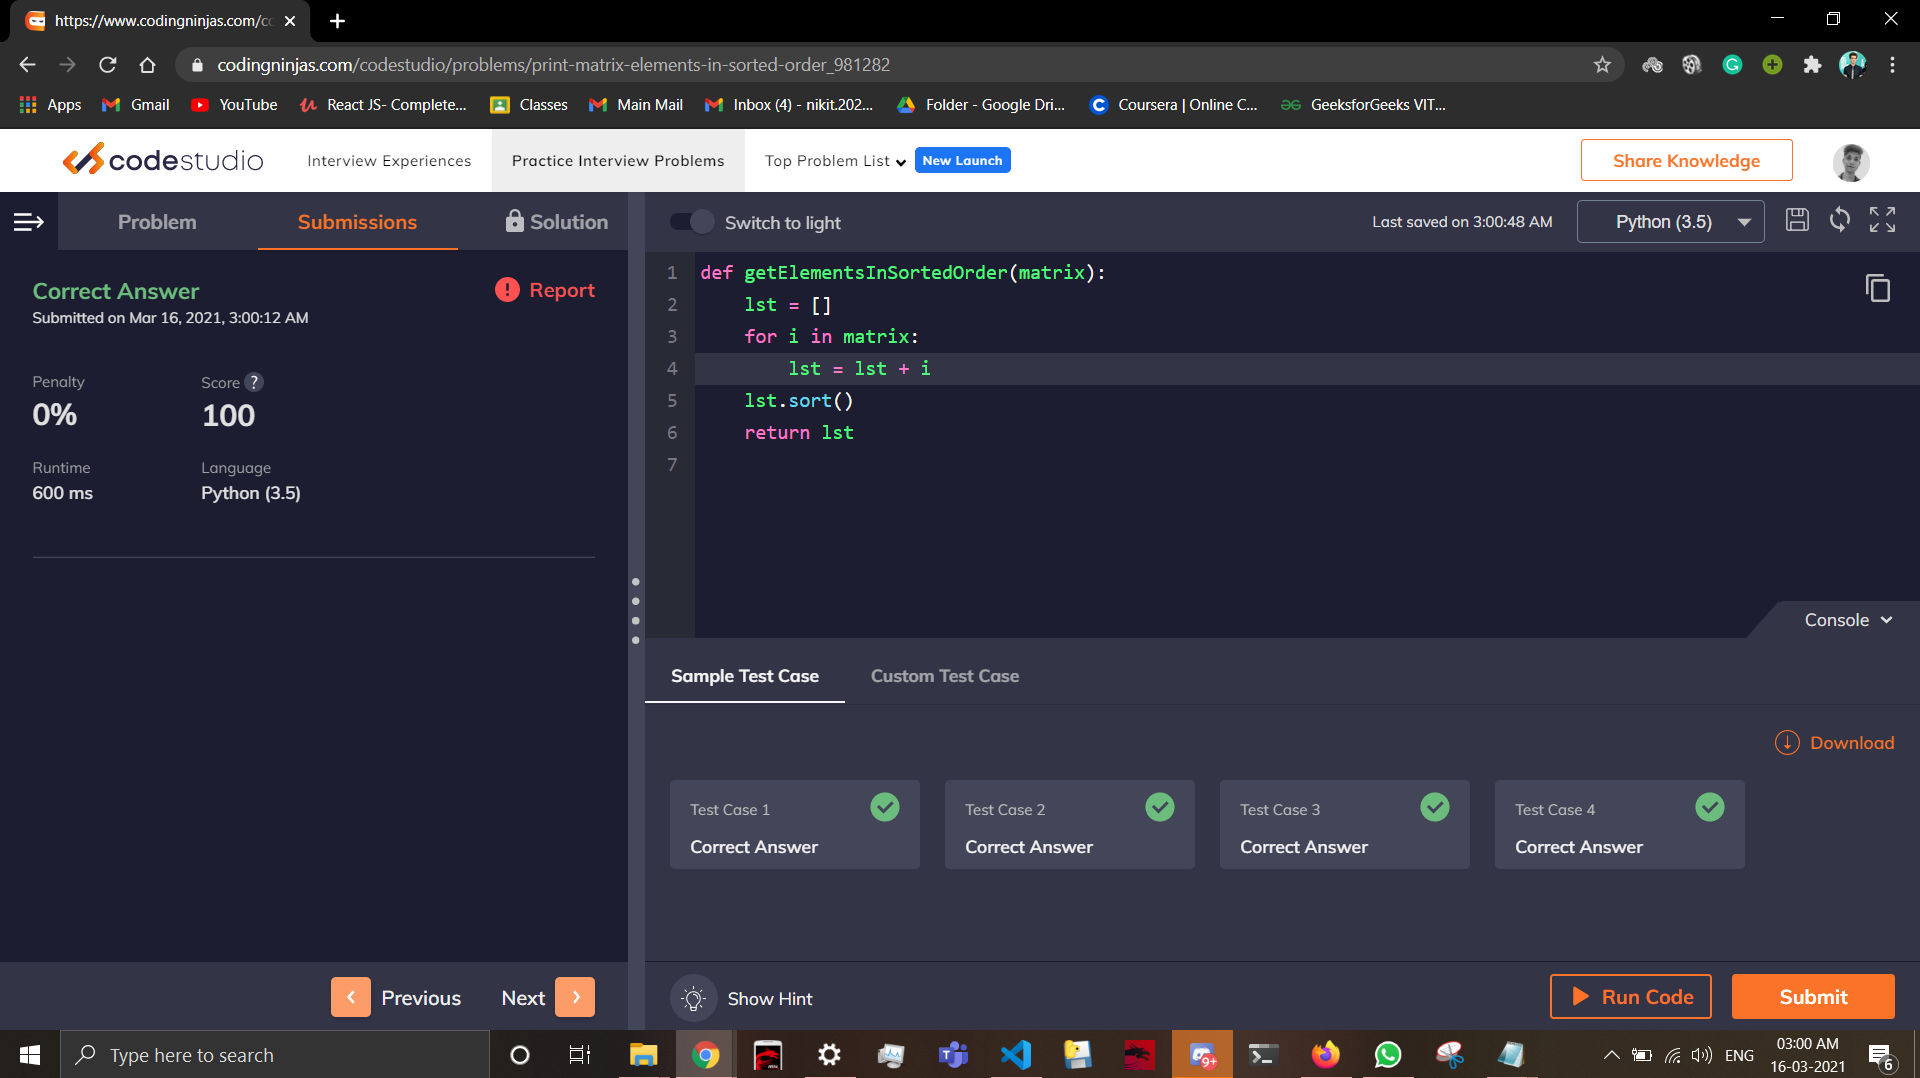 https://www.codingninjas.com/co
codingninjas.com/codestudio/problems/print-matrix-elements-in-sorted-order_981282
Apps Gmail YouTube React JS- Complete... Classes Main Mail Inbox (4) - nikit.202... Folder - Google Dri... Coursera | Online C... GeeksforGeeks VIT...
codestudio Interview Experiences Practice Interview Problems Top Problem List New Launch Share Knowledge
Problem Submissions Solution
Switch to light Last saved on 3:00:48 AM Python (3.5)
Correct Answer Report
Submitted on Mar 16, 2021, 3:00:12 AM
Penalty Score ?
0% 100
Runtime Language
600 ms Python (3.5)
1 def getElementsInSortedOrder(matrix):
2     lst = []
3     for i in matrix:
4         lst = lst + i
5     lst.sort()
6     return lst
7
Console
Sample Test Case Custom Test Case
Download
Test Case 1 Test Case 2 Test Case 3 Test Case 4
Correct Answer Correct Answer Correct Answer Correct Answer
Previous Next Show Hint Run Code Submit
Type here to search 9+ ENG 03:00 AM
16-03-2021 6